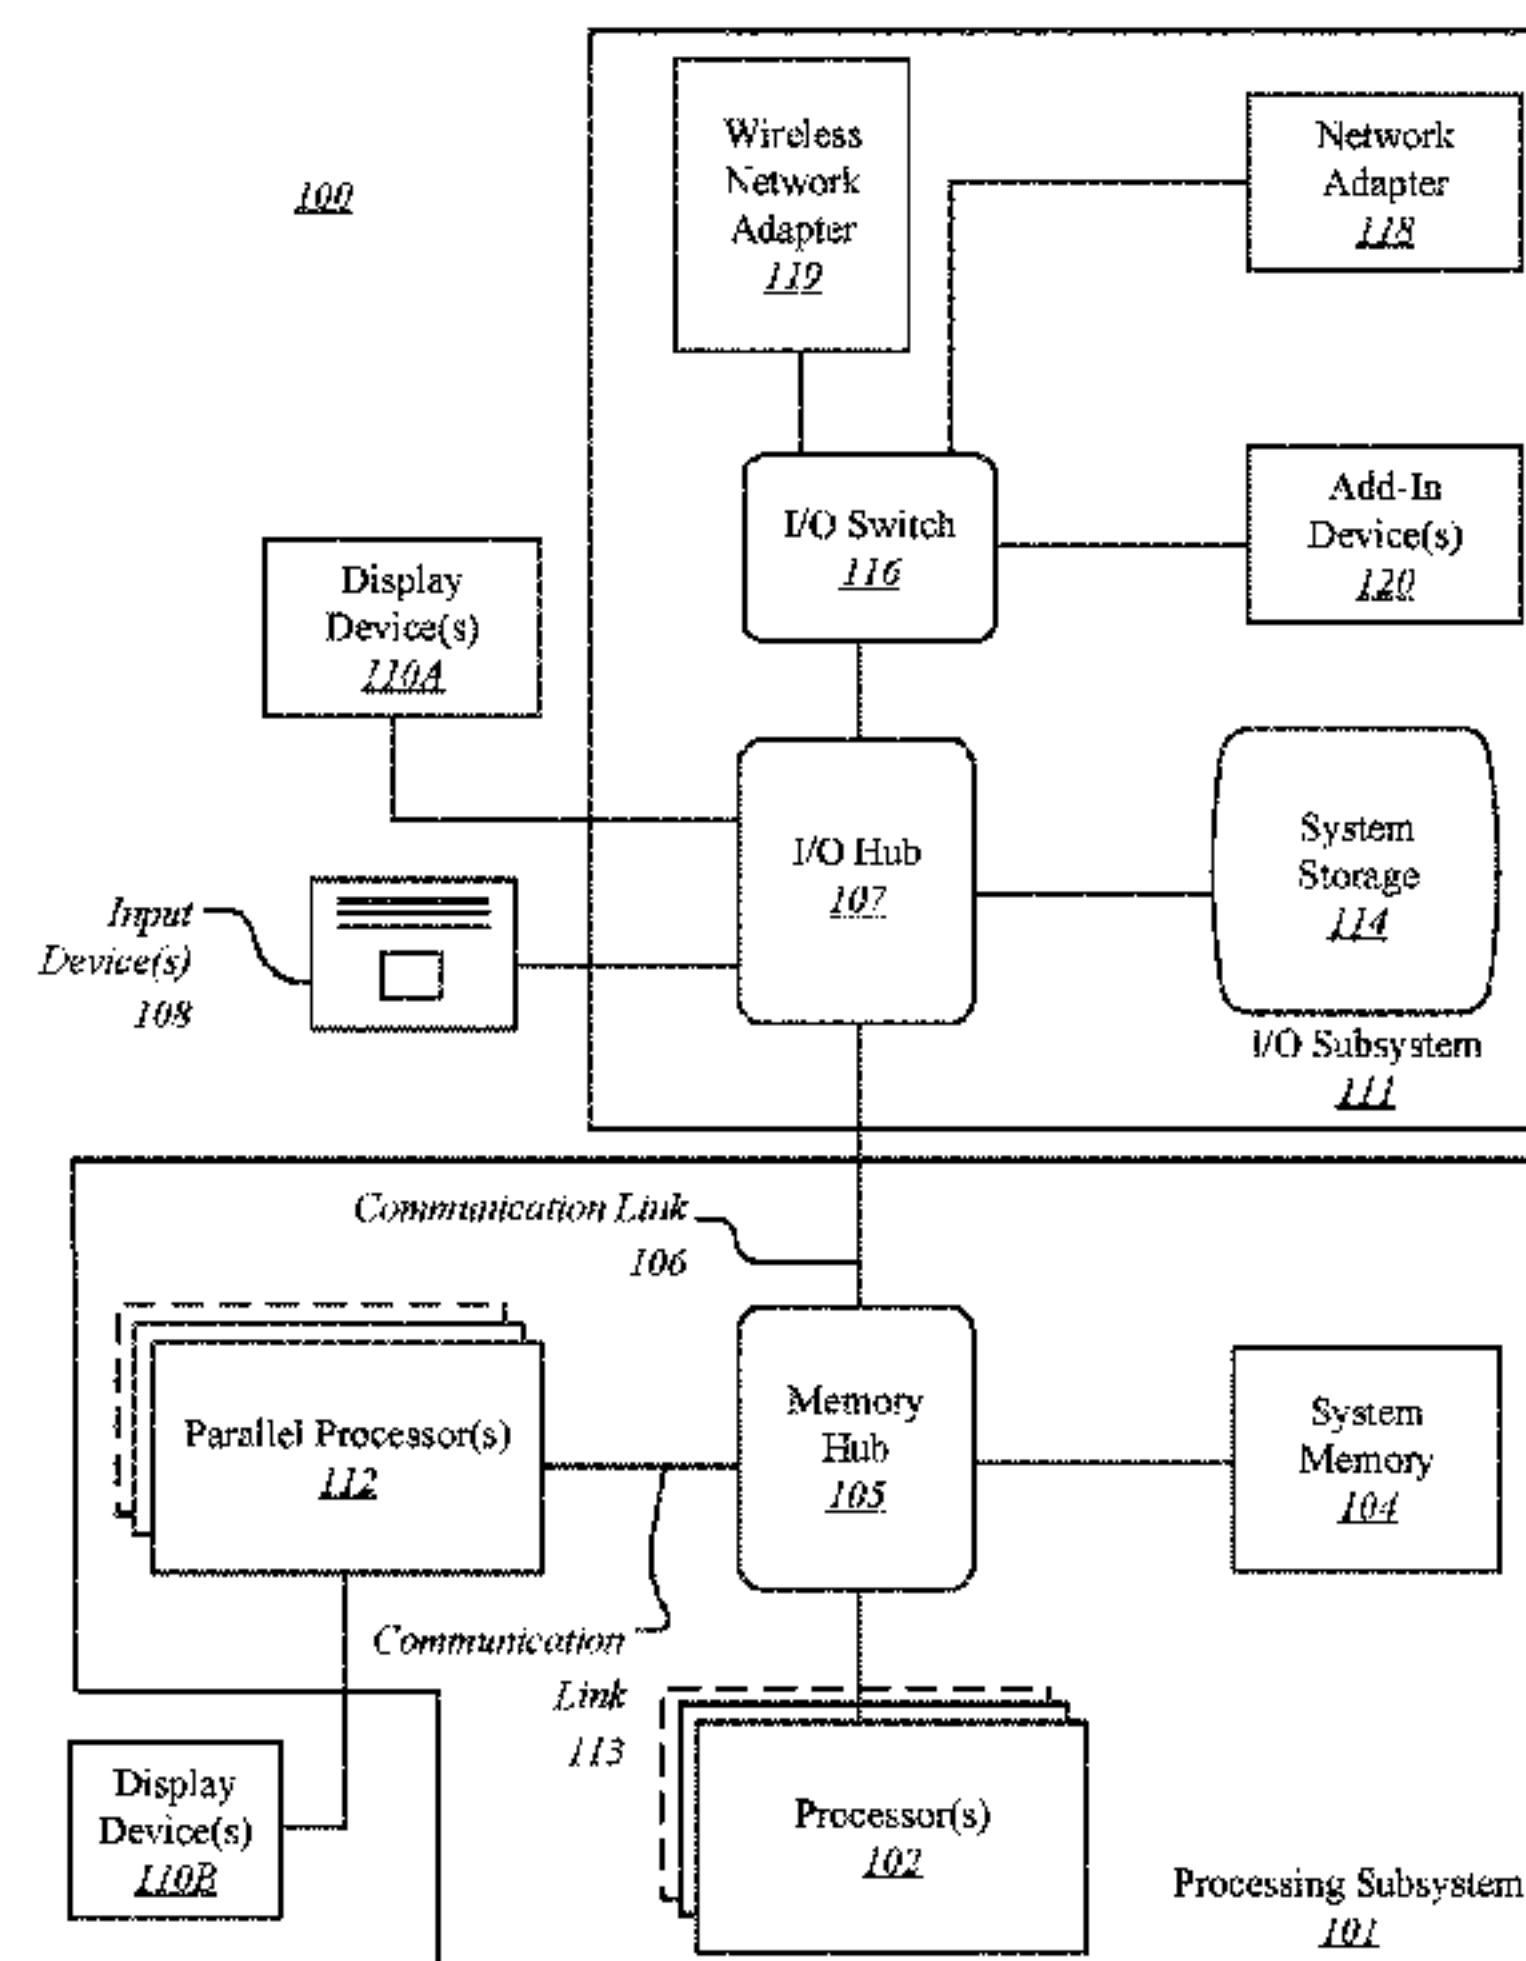 100
Wireless
Network
Adapter
119
Network
Adapter
118
I/O Switch
116
Add-In
Device(s)
120
Display
Device(s)
110A
I/O Hub
107
System
Storage
114
Input
Device(s)
108
I/O Subsystem
111
Communication Link
106
Parallel Processor(s)
112
Memory
Hub
105
System
Memory
104
Communication
Link
113
Display
Device(s)
110B
Processor(s)
102
Processing Subsystem
101